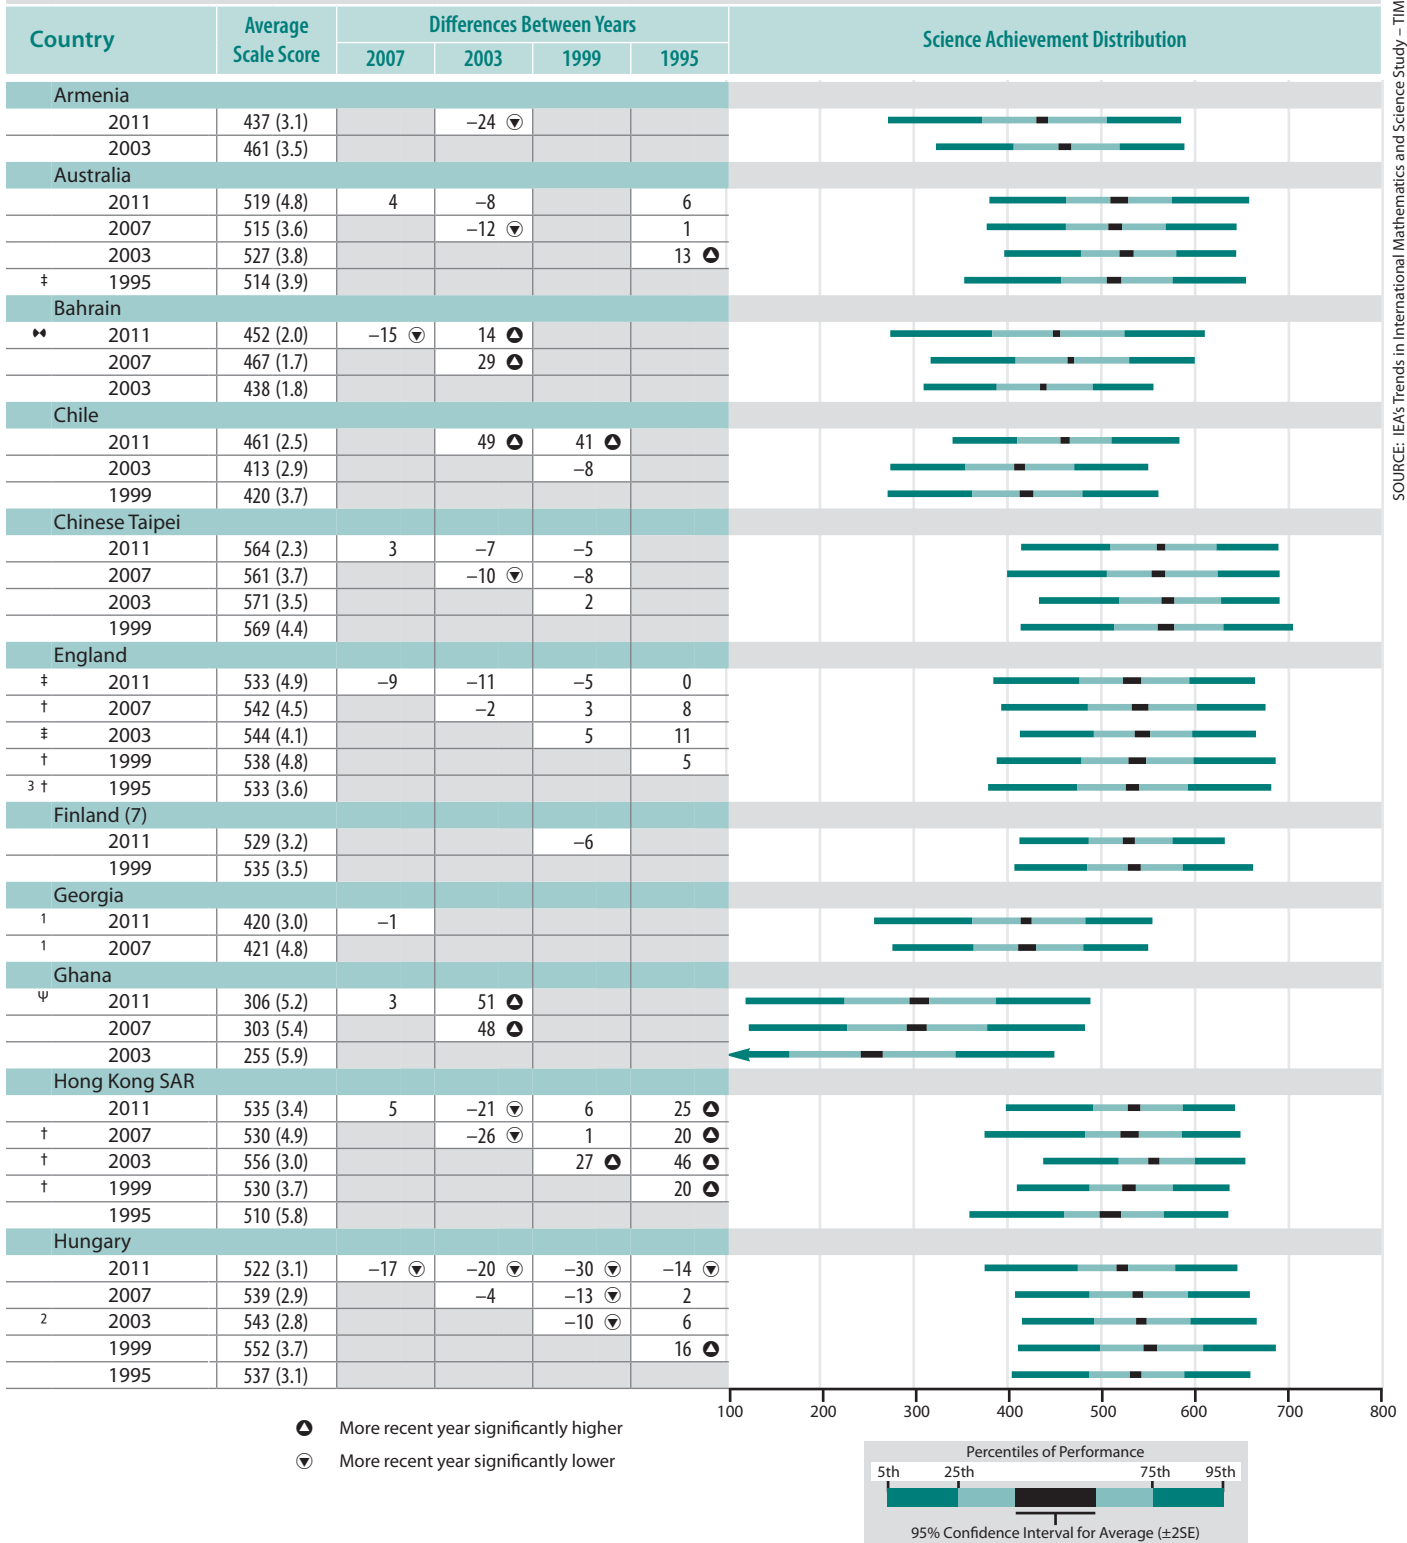 Country Average Scale Score Differences Between Years Science Achievement Distribution
2007 2003 1999 1995
Armenia
2011 437 (3.1) –24
2003 461 (3.5)
Australia
2011 519 (4.8) 4 –8 6
2007 515 (3.6) –12 1
2003 527 (3.8) 13
‡ 1995 514 (3.9)
Bahrain
2011 452 (2.0) –15 14
2007 467 (1.7) 29
2003 438 (1.8)
Chile
2011 461 (2.5) 49 41
2003 413 (2.9) –8
1999 420 (3.7)
Chinese Taipei
2011 564 (2.3) 3 –7 –5
2007 561 (3.7) –10 –8
2003 571 (3.5) 2
1999 569 (4.4)
England
‡ 2011 533 (4.9) –9 –11 –5 0
† 2007 542 (4.5) –2 3 8
‡ 2003 544 (4.1) 5 11
† 1999 538 (4.8) 5
3 † 1995 533 (3.6)
Finland (7)
2011 529 (3.2) –6
1999 535 (3.5)
Georgia
1 2011 420 (3.0) –1
1 2007 421 (4.8)
Ghana
Ψ 2011 306 (5.2) 3 51
2007 303 (5.4) 48
2003 255 (5.9)
Hong Kong SAR
2011 535 (3.4) 5 –21 6 25
† 2007 530 (4.9) –26 1 20
† 2003 556 (3.0) 27 46
† 1999 530 (3.7) 20
1995 510 (5.8)
Hungary
2011 522 (3.1) –17 –20 –30 –14
2007 539 (2.9) –4 –13 2
2 2003 543 (2.8) –10 6
1999 552 (3.7) 16
1995 537 (3.1)
100 200 300 400 500 600 700 800
More recent year significantly higher
More recent year significantly lower
Percentiles of Performance
5th 25th 75th 95th
95% Confidence Interval for Average (±2SE)
SOURCE: IEA's Trends in International Mathematics and Science Study – TIM